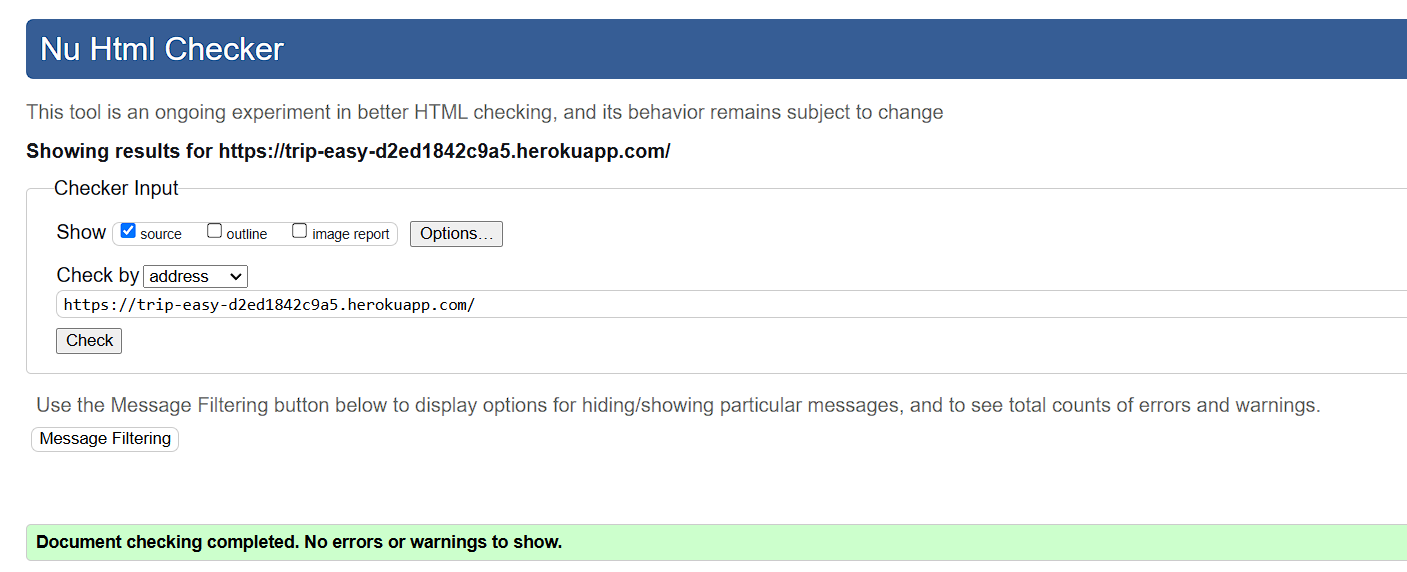 Nu Html Checker
This tool is an ongoing experiment in better HTML checking, and its behavior remains subject to change
Showing results for https://trip-easy-d2ed1842c9a5.herokuapp.com/
Checker Input
Show source outline image report Options...
Check by address
https://trip-easy-d2ed1842c9a5.herokuapp.com/
Check
Use the Message Filtering button below to display options for hiding/showing particular messages, and to see total counts of errors and warnings.
Message Filtering
Document checking completed. No errors or warnings to show.